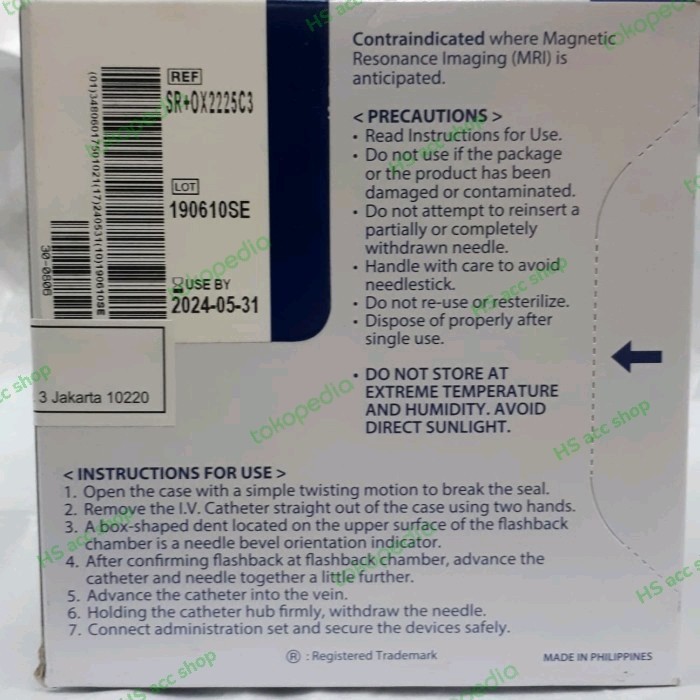 REF
SR+OX2225C3
LOT
190610SE
USE BY
2024-05-31
30-0806
3 Jakarta 10220
Contraindicated where Magnetic
Resonance Imaging (MRI) is
anticipated.
< PRECAUTIONS >
• Read Instructions for Use.
• Do not use if the package
or the product has been
damaged or contaminated.
• Do not attempt to reinsert a
partially or completely
withdrawn needle.
• Handle with care to avoid
needlestick.
• Do not re-use or resterilize.
• Dispose of properly after
single use.
• DO NOT STORE AT
EXTREME TEMPERATURE
AND HUMIDITY. AVOID
DIRECT SUNLIGHT.
< INSTRUCTIONS FOR USE >
1. Open the case with a simple twisting motion to break the seal.
2. Remove the I.V. Catheter straight out of the case using two hands.
3. A box-shaped dent located on the upper surface of the flashback
chamber is a needle bevel orientation indicator.
4. After confirming flashback at flashback chamber, advance the
catheter and needle together a little further.
5. Advance the catheter into the vein.
6. Holding the catheter hub firmly, withdraw the needle.
7. Connect administration set and secure the devices safely.
® : Registered Trademark
MADE IN PHILIPPINES
tokopedia
HS acc shop